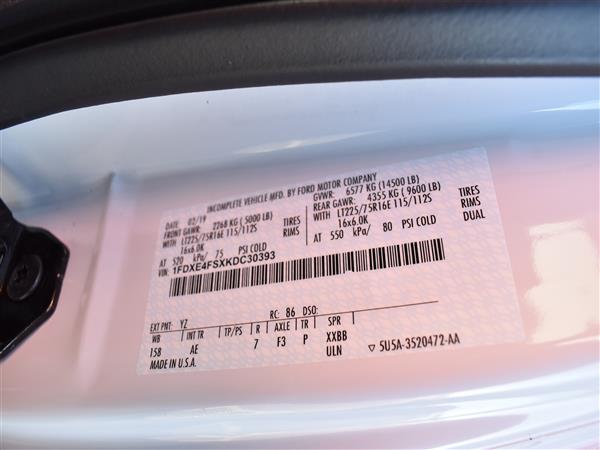 INCOMPLETE VEHICLE MFD. BY FORD MOTOR COMPANY
DATE: 02/19 GVWR: 6577 KG (14500 LB)
FRONT GAWR: 2268 KG ( 5000 LB) REAR GAWR: 4355 KG ( 9600 LB)
WITH LT225/75R16E 115/112S TIRES WITH LT225/75R16E 115/112S TIRES
16x6.0K RIMS 16x6.0K RIMS
AT 520 kPa/ 75 PSI COLD AT 550 kPa/ 80 PSI COLD DUAL
1FDXE4FSXKDC30393
EXT PNT: YZ RC: 86 DSO:
WB INT TR TP/PS R AXLE TR SPR
158 AE 7 F3 P XXBB
MADE IN U.S.A. ULN ▽ 5U5A-3520472-AA